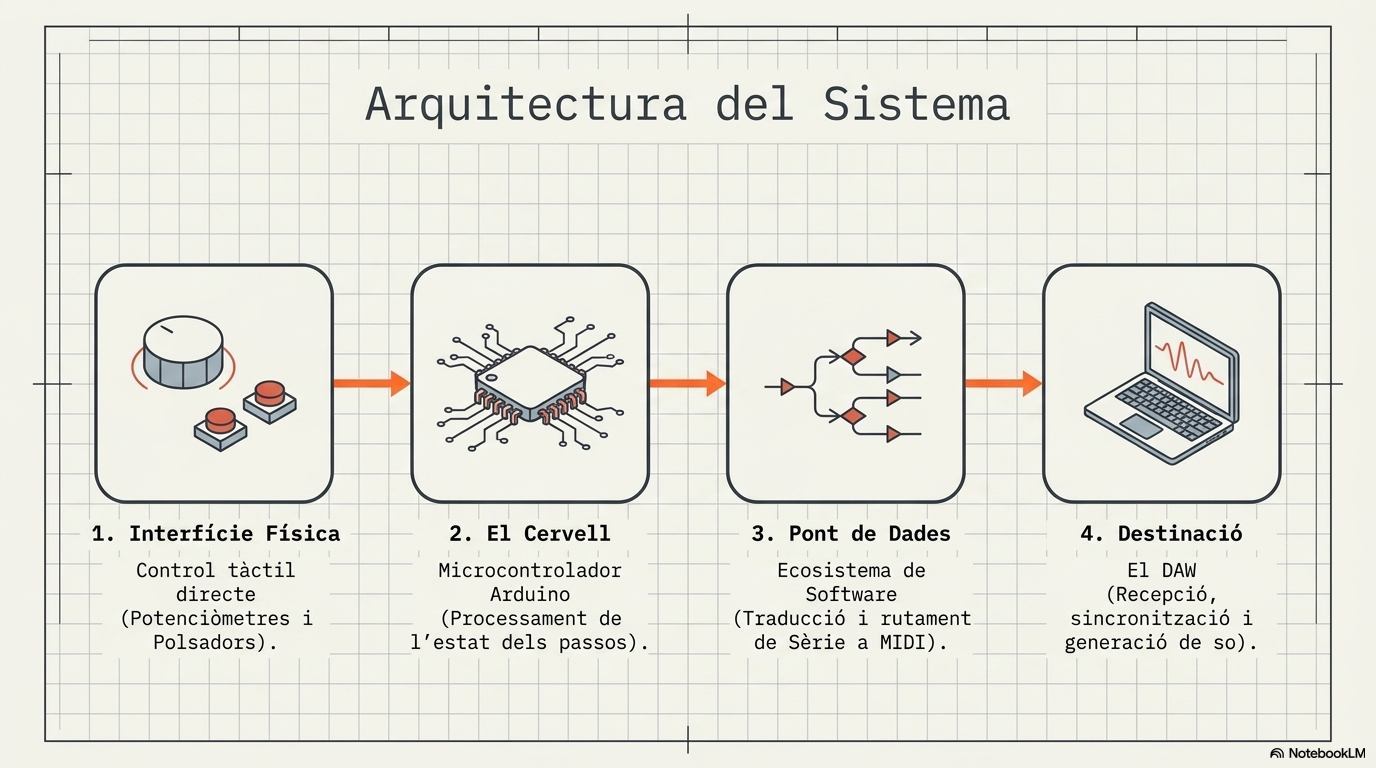 Arquitectura del Sistema
1. Interfície Física
Control tàctil
directe
(Potenciòmetres i
Polsadors).
2. El Cervell
Microcontrolador
Arduino
(Processament de
l’estat dels passos).
3. Pont de Dades
Ecosistema de
Software
(Traducció i rutament
de Sèrie a MIDI).
4. Destinació
El DAW
(Recepció,
sincronització i
generació de so).
NotebookLM